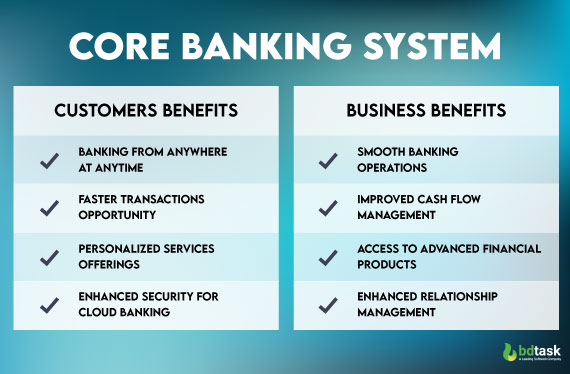 CORE BANKING SYSTEM
CUSTOMERS BENEFITS
BANKING FROM ANYWHERE
AT ANYTIME
FASTER TRANSACTIONS
OPPORTUNITY
PERSONALIZED SERVICES
OFFERINGS
ENHANCED SECURITY FOR
CLOUD BANKING
BUSINESS BENEFITS
SMOOTH BANKING
OPERATIONS
IMPROVED CASH FLOW
MANAGEMENT
ACCESS TO ADVANCED FINANCIAL
PRODUCTS
ENHANCED RELATIONSHIP
MANAGEMENT
bdtask
A Leading Software Company